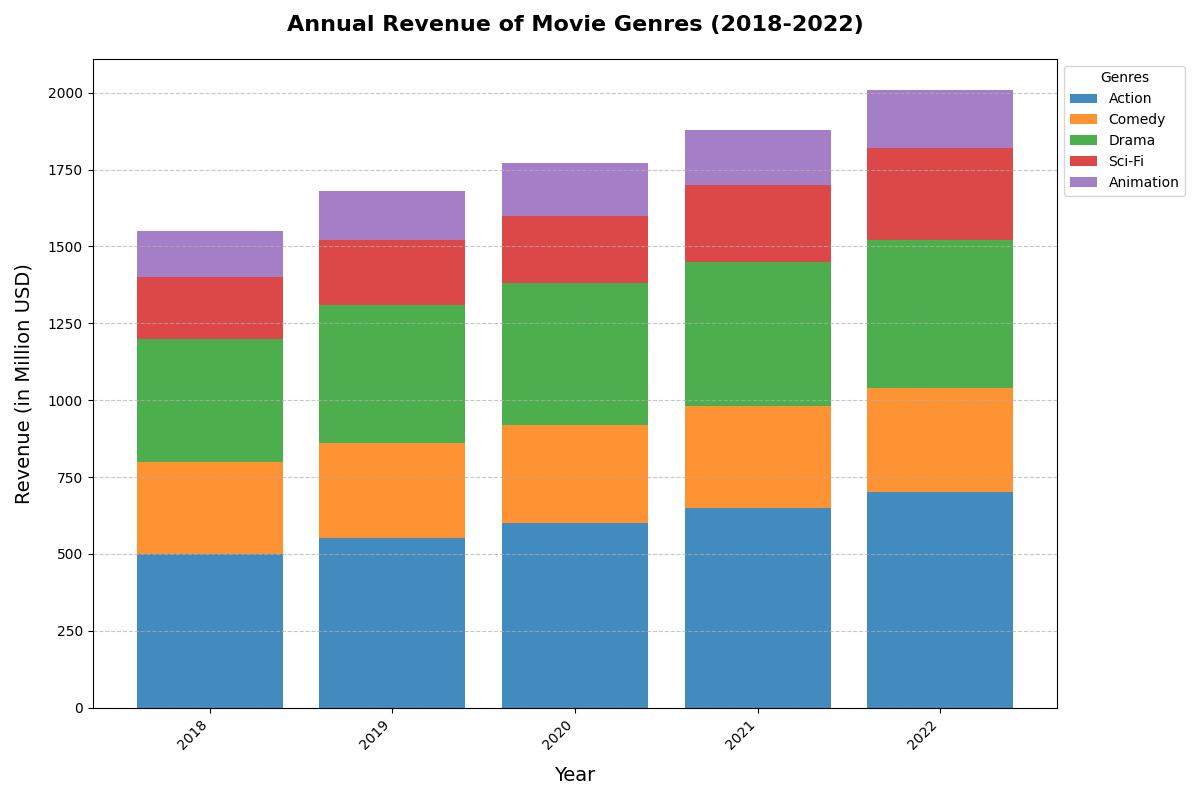 Annual Revenue of Movie Genres (2018-2022)
Genres
Action
Comedy
Drama
Sci-Fi
Animation
Revenue (in Million USD)
2000
1750
1500
1250
1000
750
500
250
0
2018
2019
2020
2021
2022
Year